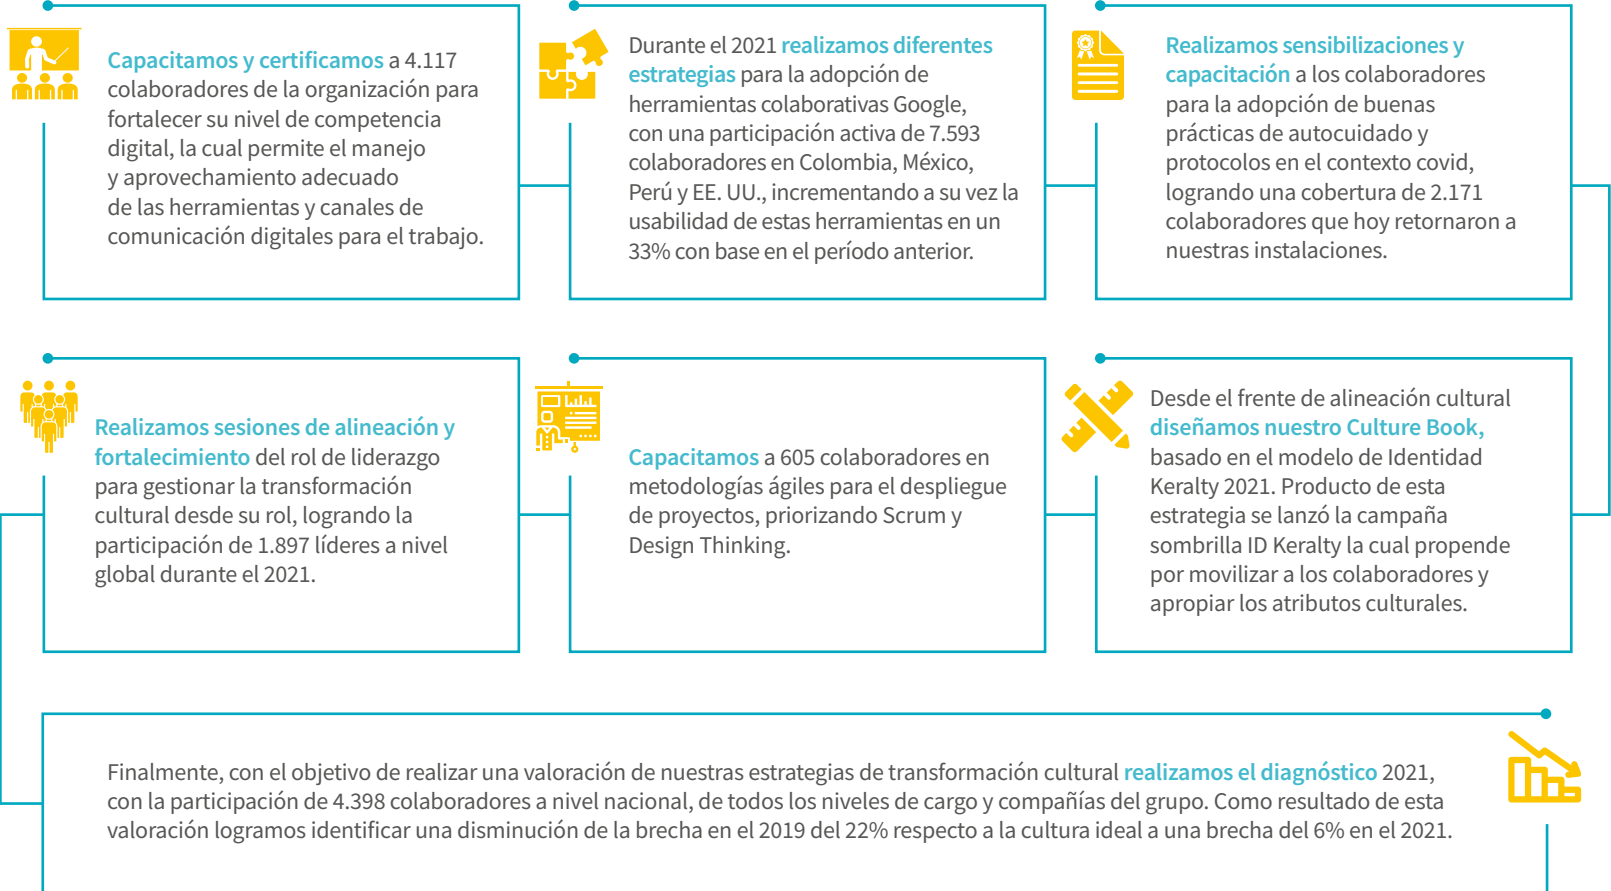 Capacitamos y certificamos a 4.117
colaboradores de la organización para
fortalecer su nivel de competencia
digital, la cual permite el manejo
y aprovechamiento adecuado
de las herramientas y canales de
comunicación digitales para el trabajo.
Durante el 2021 realizamos diferentes
estrategias para la adopción de
herramientas colaborativas Google,
con una participación activa de 7.593
colaboradores en Colombia, México,
Perú y EE. UU., incrementando a su vez la
usabilidad de estas herramientas en un
33% con base en el período anterior.
Realizamos sensibilizaciones y
capacitación a los colaboradores
para la adopción de buenas
prácticas de autocuidado y
protocolos en el contexto covid,
logrando una cobertura de 2.171
colaboradores que hoy retornaron a
nuestras instalaciones.
Desde el frente de alineación cultural
diseñamos nuestro Culture Book,
basado en el modelo de Identidad
Keralty 2021. Producto de esta
estrategia se lanzó la campaña
sombrilla ID Keralty la cual propende
por movilizar a los colaboradores y
apropiar los atributos culturales.
Capacitamos a 605 colaboradores en
metodologías ágiles para el despliegue
de proyectos, priorizando Scrum y
Design Thinking.
Realizamos sesiones de alineación y
fortalecimiento del rol de liderazgo
para gestionar la transformación
cultural desde su rol, logrando la
participación de 1.897 líderes a nivel
global durante el 2021.
Finalmente, con el objetivo de realizar una valoración de nuestras estrategias de transformación cultural realizamos el diagnóstico 2021,
con la participación de 4.398 colaboradores a nivel nacional, de todos los niveles de cargo y compañías del grupo. Como resultado de esta
valoración logramos identificar una disminución de la brecha en el 2019 del 22% respecto a la cultura ideal a una brecha del 6% en el 2021.